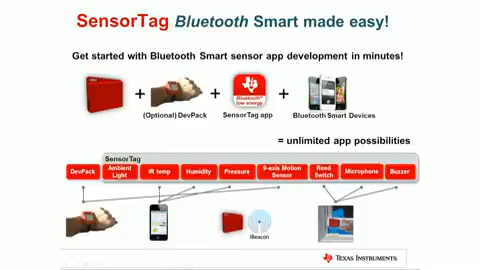 SensorTag Bluetooth Smart made easy!
Get started with Bluetooth Smart sensor app development in minutes!
+ + +
Bluetooth®
low energy
(Optional) DevPack SensorTag app Bluetooth Smart Devices
= unlimited app possibilities
SensorTag
DevPack Ambient Light IR temp Humidity Pressure 9-axis Motion Sensor Reed Switch Microphone Buzzer
iBeacon
TEXAS INSTRUMENTS